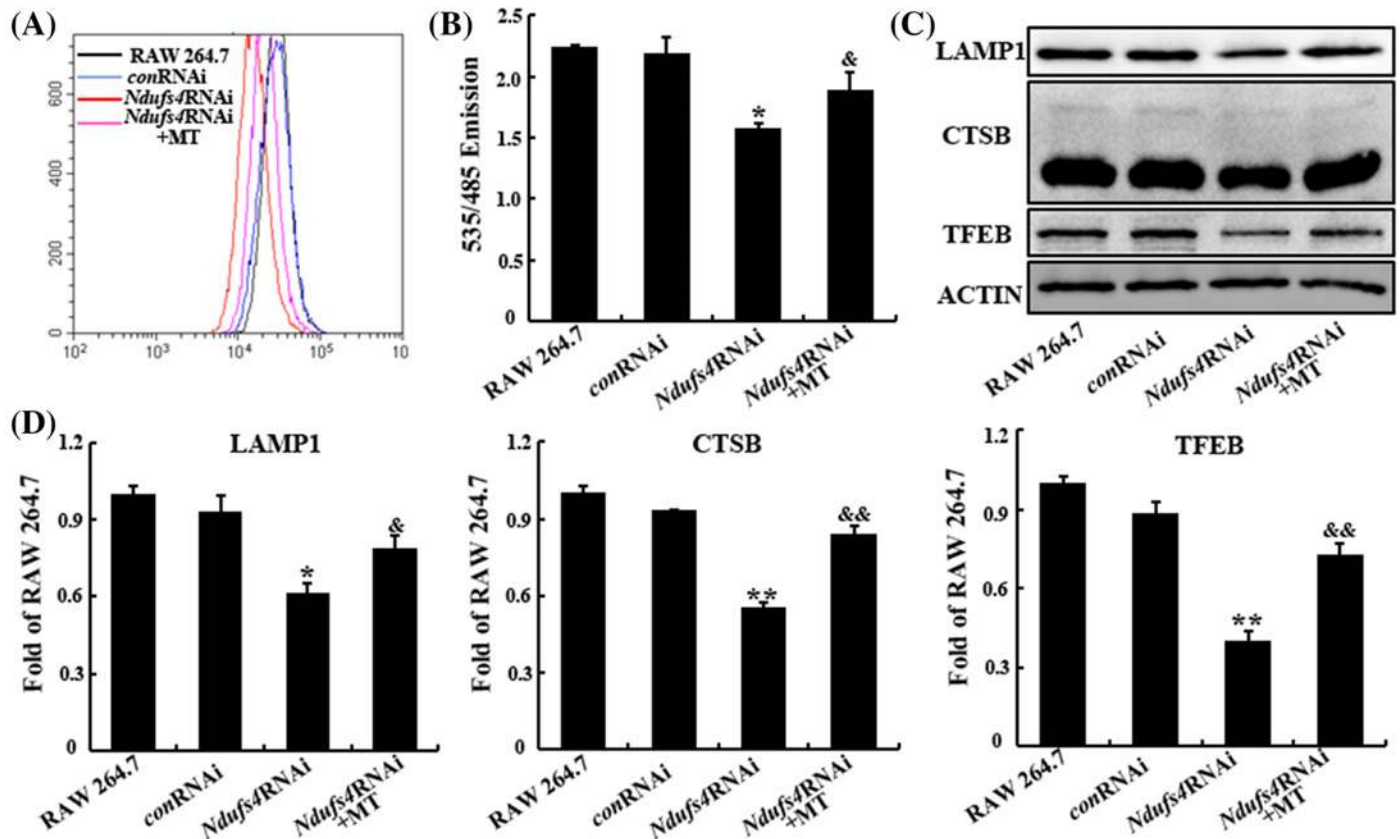 (A)
RAW 264.7
conRNAi
Ndufs4RNAi
Ndufs4RNAi
+MT
600
400
200
0
10²
10³
10⁴
10⁵
10
(B)
535/485 Emission
2.5
2.0
1.5
1.0
0.5
0
*
&
RAW 264.7
conRNAi
Ndufs4RNAi
Ndufs4RNAi
+MT
(C)
LAMP1
CTSB
TFEB
ACTIN
RAW 264.7
conRNAi
Ndufs4RNAi
Ndufs4RNAi
+MT
(D)
LAMP1
Fold of RAW 264.7
1.2
0.9
0.6
0.3
0
*
&
RAW 264.7
conRNAi
Ndufs4RNAi
Ndufs4RNAi
+MT
CTSB
Fold of RAW 264.7
1.2
0.9
0.6
0.3
0
**
&&
RAW 264.7
conRNAi
Ndufs4RNAi
Ndufs4RNAi
+MT
TFEB
Fold of RAW 264.7
1.2
0.9
0.6
0.3
0
**
&&
RAW 264.7
conRNAi
Ndufs4RNAi
Ndufs4RNAi
+MT